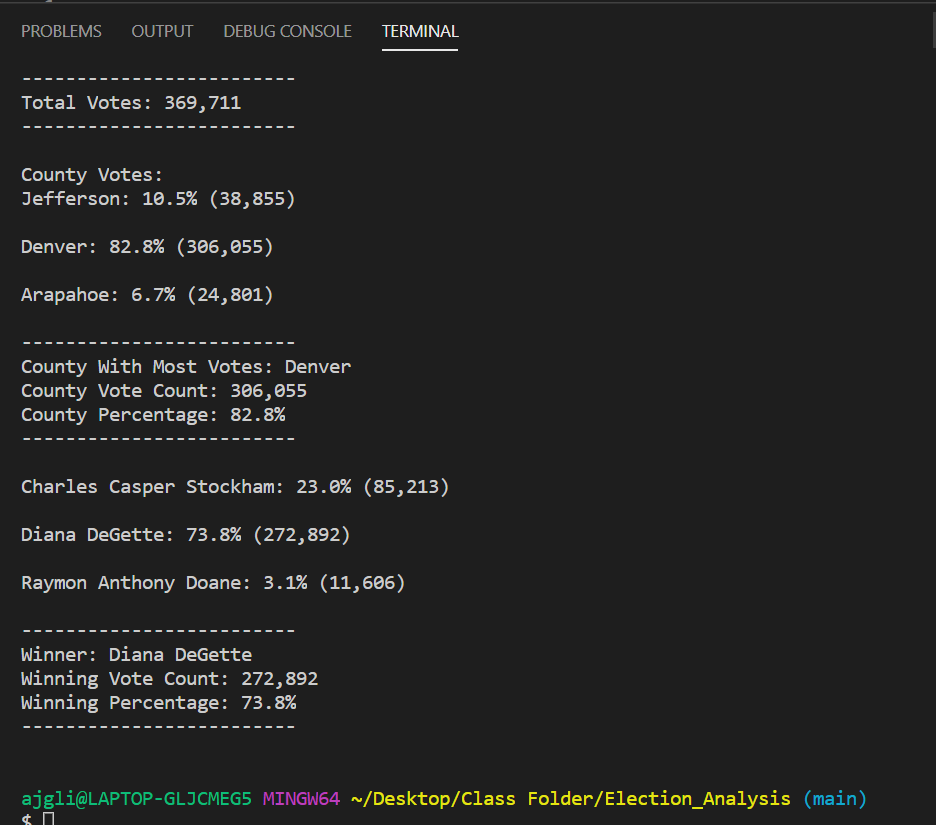 PROBLEMS OUTPUT DEBUG CONSOLE TERMINAL
-------------------------
Total Votes: 369,711
-------------------------
County Votes:
Jefferson: 10.5% (38,855)
Denver: 82.8% (306,055)
Arapahoe: 6.7% (24,801)
-------------------------
County With Most Votes: Denver
County Vote Count: 306,055
County Percentage: 82.8%
-------------------------
Charles Casper Stockham: 23.0% (85,213)
Diana DeGette: 73.8% (272,892)
Raymon Anthony Doane: 3.1% (11,606)
-------------------------
Winner: Diana DeGette
Winning Vote Count: 272,892
Winning Percentage: 73.8%
-------------------------
ajgli@LAPTOP-GLJCMEG5 MINGW64 ~/Desktop/Class Folder/Election_Analysis (main)
$